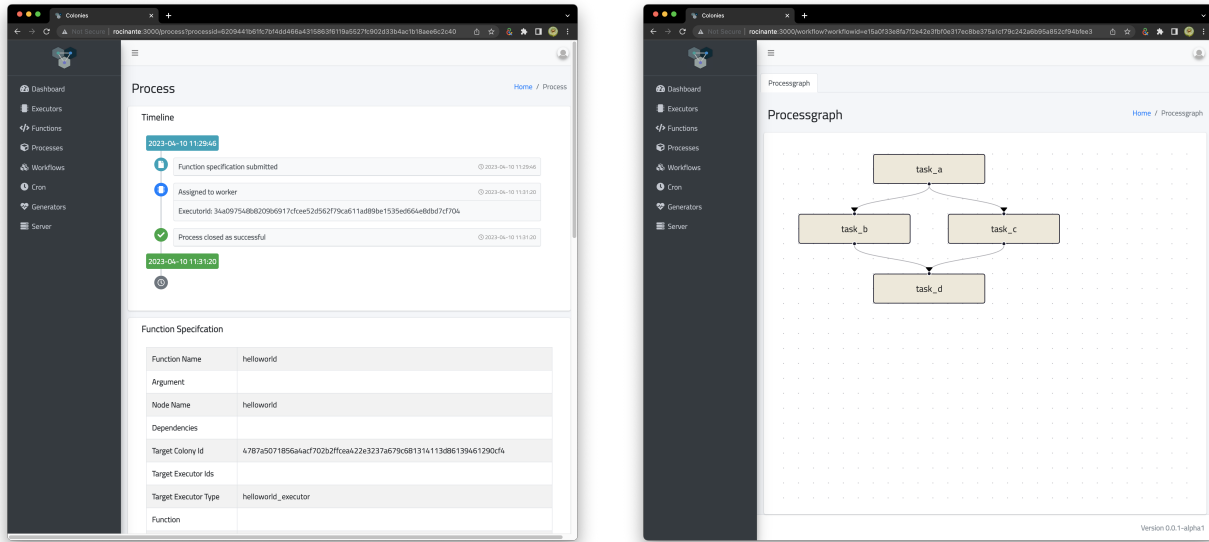 Colonies
Not Secure | rocinante:3000/process?processid=6209441b61fc7bf4dd466a4315863f6119a5527fc902d33b4ac1b18aee6c2c40
Dashboard
Executors
Functions
Processes
Workflows
Cron
Generators
Server
Process
Home / Process
Timeline
2023-04-10 11:29:46
Function specification submitted
2023-04-10 11:29:46
Assigned to worker
2023-04-10 11:31:20
ExecutorId: 34a097548b8209b6917cfcee52d562f79ca611ad89be1535ed664e8dbd7cf704
Process closed as successful
2023-04-10 11:31:20
2023-04-10 11:31:20
Function Specifcation
Function Name helloworld
Argument
Node Name helloworld
Dependencies
Target Colony Id 4787a5071856a4acf702b2ffcea422e3237a679c681314113d86139461290cf4
Target Executor Ids
Target Executor Type helloworld_executor
Function
Colonies
Not Secure | rocinante:3000/workflow?workflowid=e15a0f33e8fa7f2e42e3fbf0e317ec8be375a1cf79c242a6b95a852cf94bfee3
Dashboard
Executors
Functions
Processes
Workflows
Cron
Generators
Server
Processgraph
Processgraph
Home / Processgraph
task_a
task_b
task_c
task_d
Version 0.0.1-alpha1